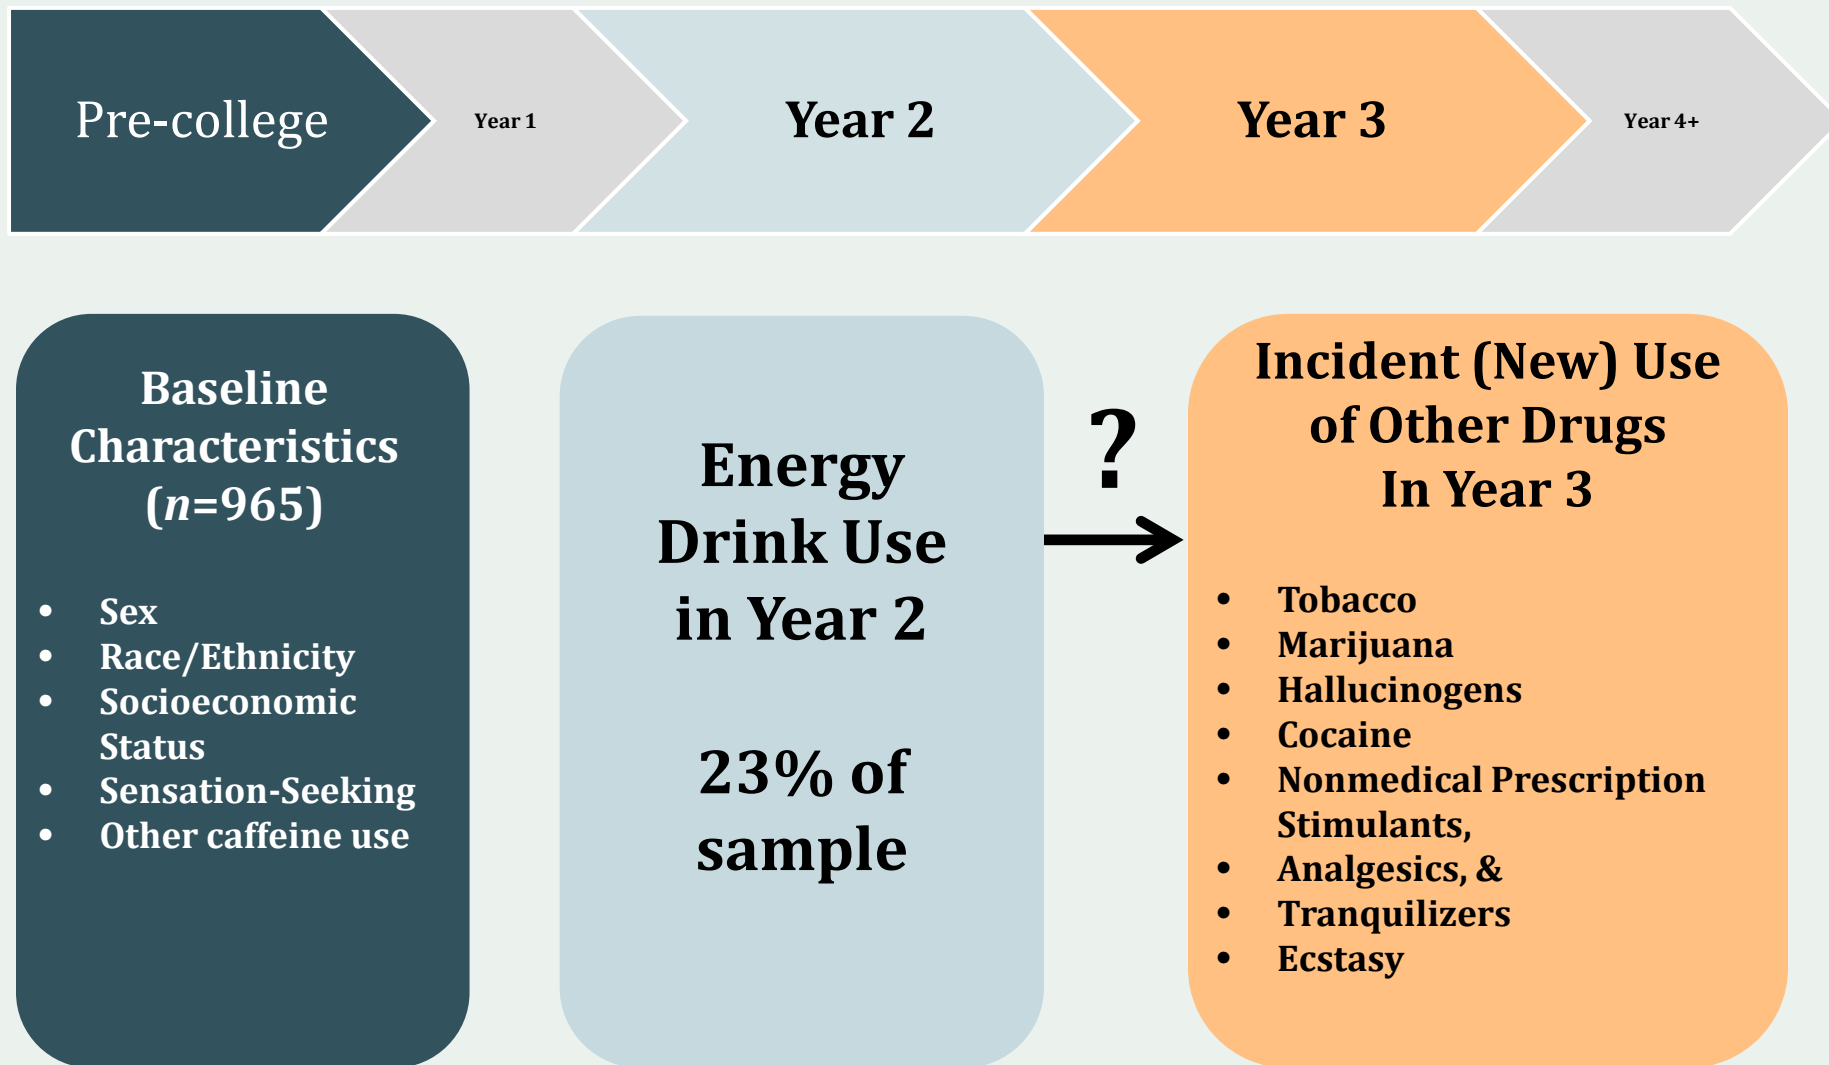 Pre-college
Year 1
Year 2
Year 3
Year 4+
Baseline
Characteristics
(n=965)
• Sex
• Race/Ethnicity
• Socioeconomic
Status
• Sensation-Seeking
• Other caffeine use
Energy
Drink Use
in Year 2
23% of
sample
?
Incident (New) Use
of Other Drugs
In Year 3
• Tobacco
• Marijuana
• Hallucinogens
• Cocaine
• Nonmedical Prescription
Stimulants,
• Analgesics, &
• Tranquilizers
• Ecstasy